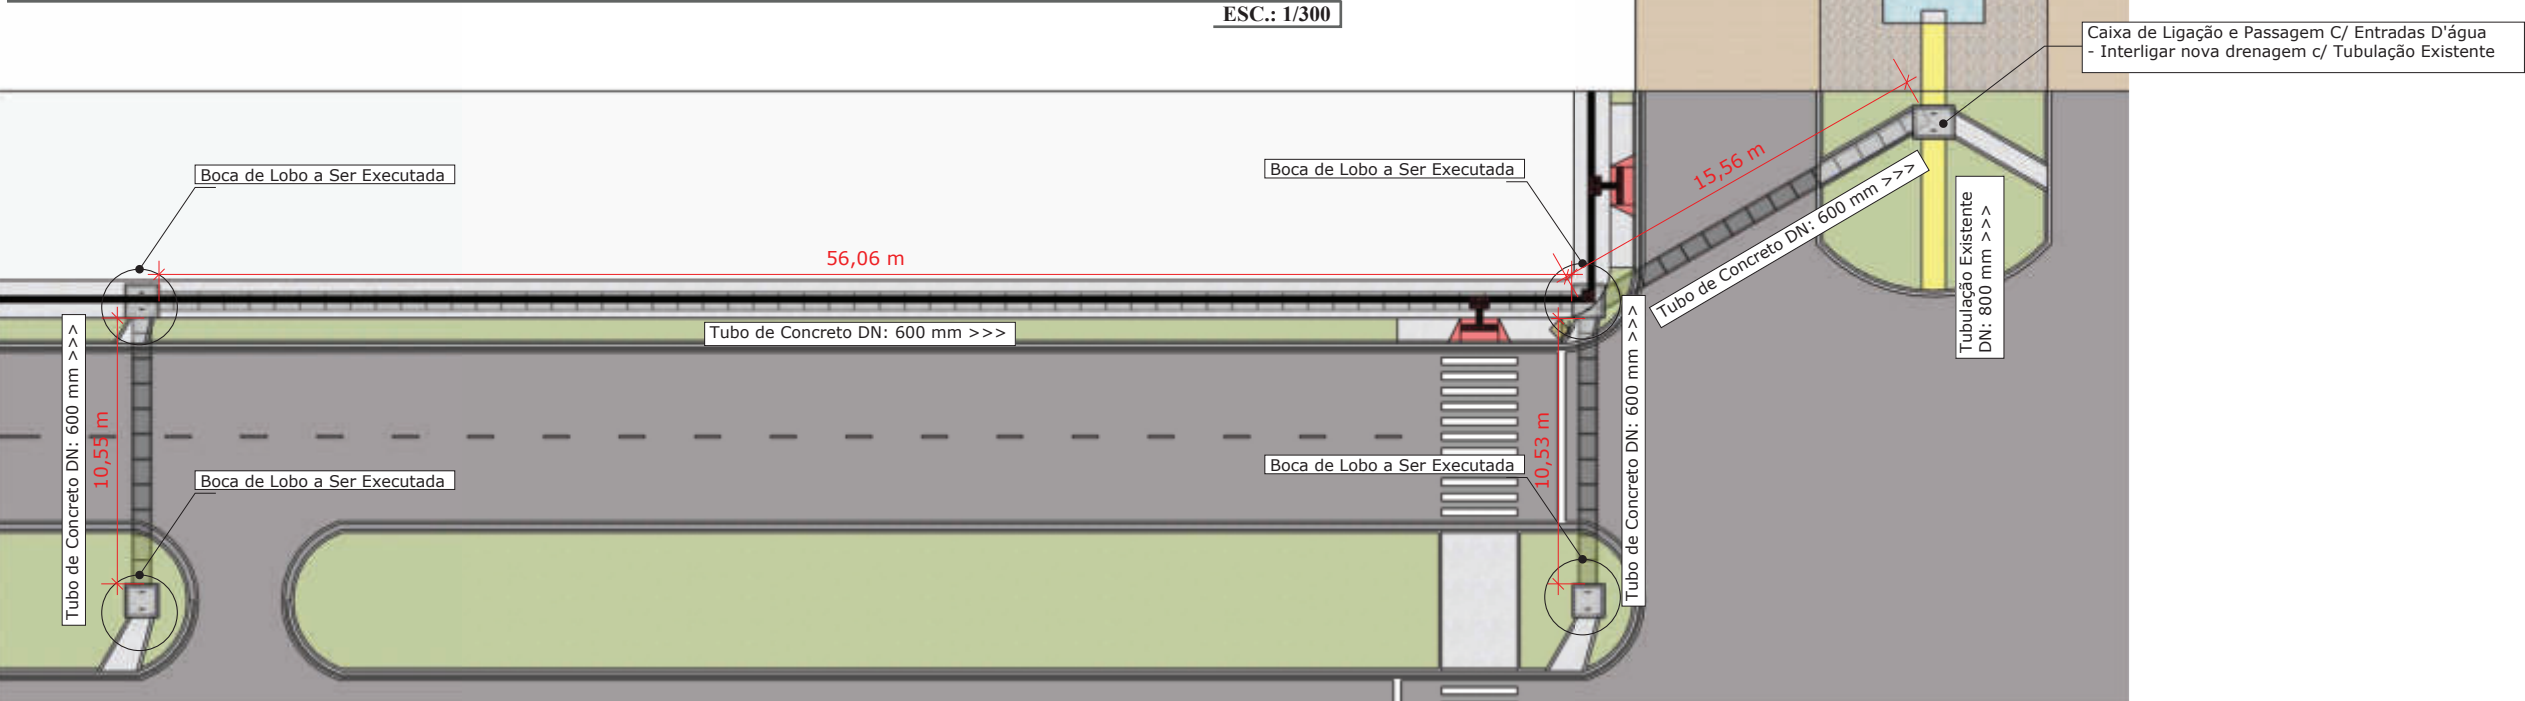 ESC.: 1/300
Caixa de Ligação e Passagem C/ Entradas D'água
- Interligar nova drenagem c/ Tubulação Existente
Boca de Lobo a Ser Executada
Boca de Lobo a Ser Executada
15,56 m
Tubo de Concreto DN: 600 mm >>>
Tubulação Existente
DN: 800 mm >>>
56,06 m
Tubo de Concreto DN: 600 mm >>>
Tubo de Concreto DN: 600 mm >>>
10,55 m
Boca de Lobo a Ser Executada
Boca de Lobo a Ser Executada
10,53 m
Tubo de Concreto DN: 600 mm >>>